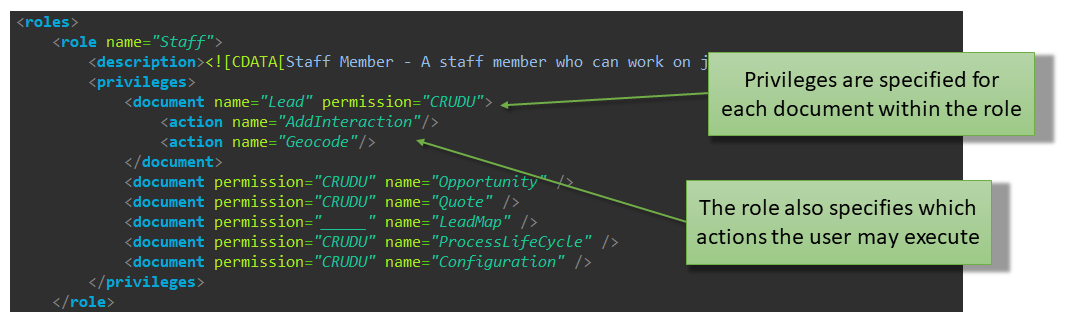 <roles>
<role name="Staff">
<description><![CDATA[Staff Member - A staff member who can work on j
<privileges>
<document name="Lead" permission="CRUDU">
<action name="AddInteraction"/>
<action name="Geocode"/>
</document>
<document permission="CRUDU" name="Opportunity" />
<document permission="CRUDU" name="Quote" />
<document permission="_____" name="LeadMap" />
<document permission="CRUDU" name="ProcessLifeCycle" />
<document permission="CRUDU" name="Configuration" />
</privileges>
</role>
Privileges are specified for
each document within the role
The role also specifies which
actions the user may execute